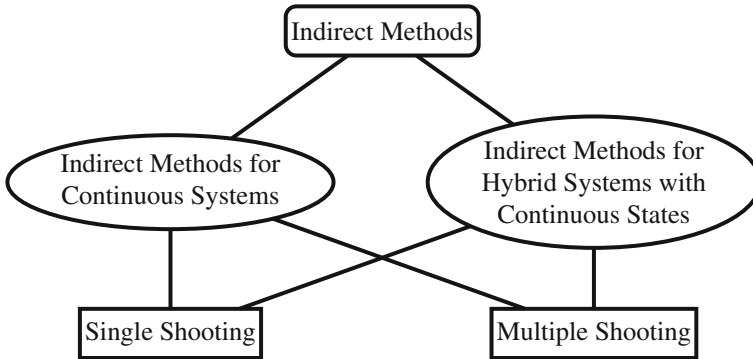 Indirect Methods
Indirect Methods for
Continuous Systems
Indirect Methods for
Hybrid Systems with
Continuous States
Single Shooting
Multiple Shooting